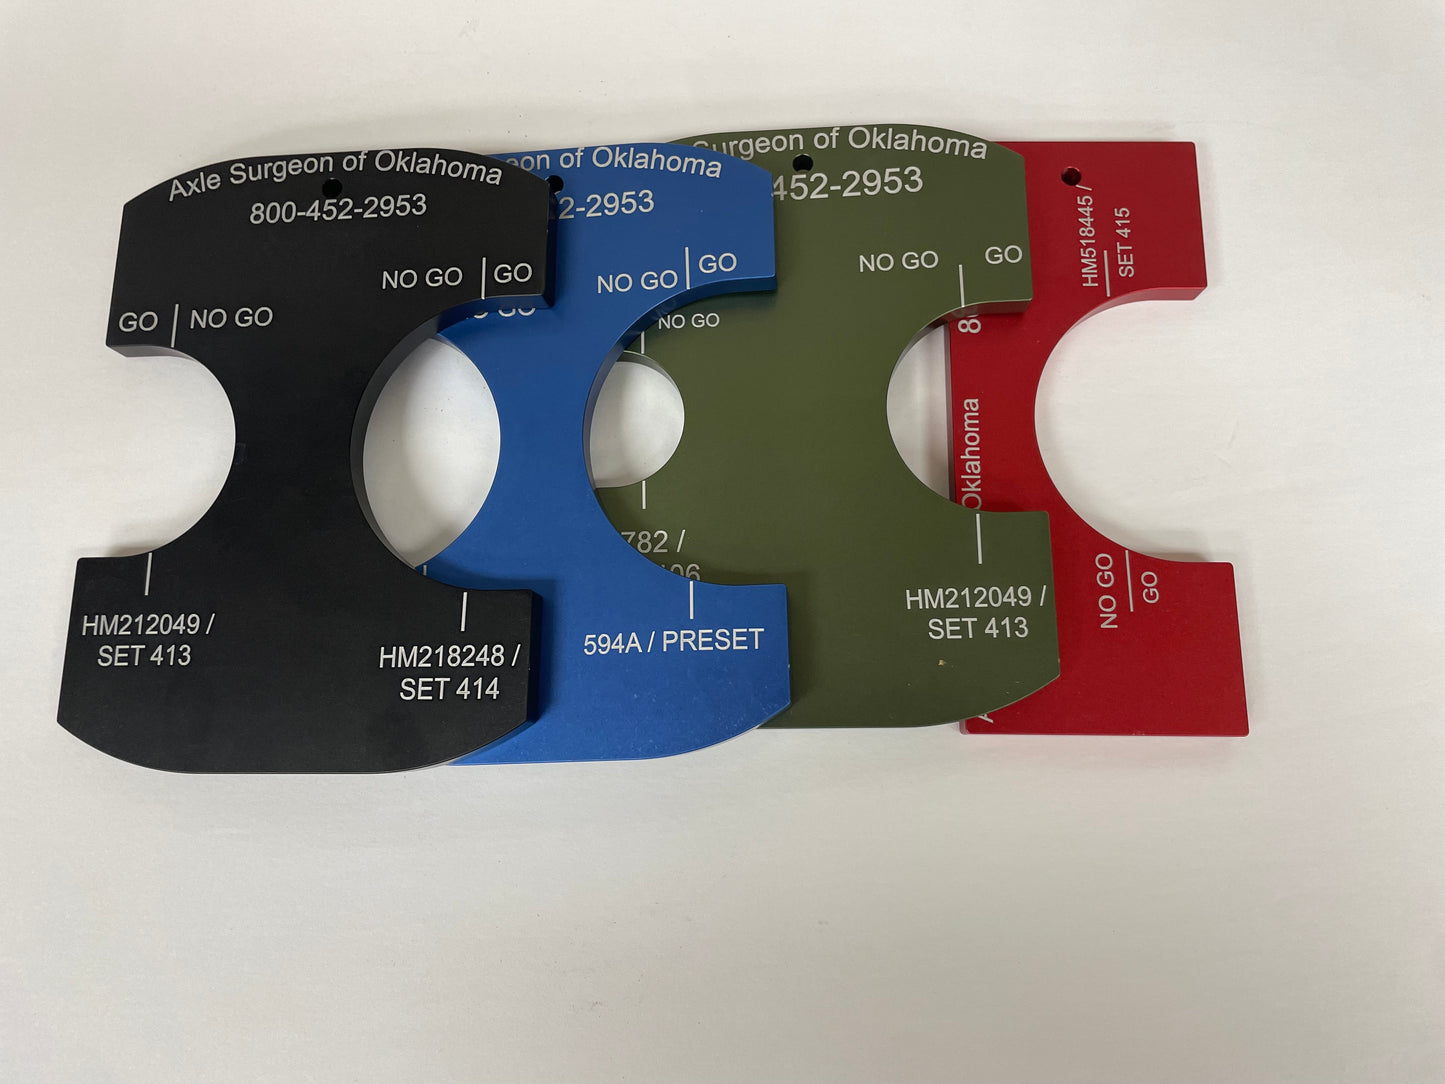 Axle Surgeon of Oklahoma
800-452-2953
NO GO | GO
GO | NO GO
HM212049 /
SET 413
HM218248 /
SET 414
of Oklahoma
2-2953
NO GO | GO
594A / PRESET
of Oklahoma
452-2953
NO GO GO
NO GO
782 /
HM212049 /
SET 413
HM518445 /
SET 415
Oklahoma
NO GO
GO